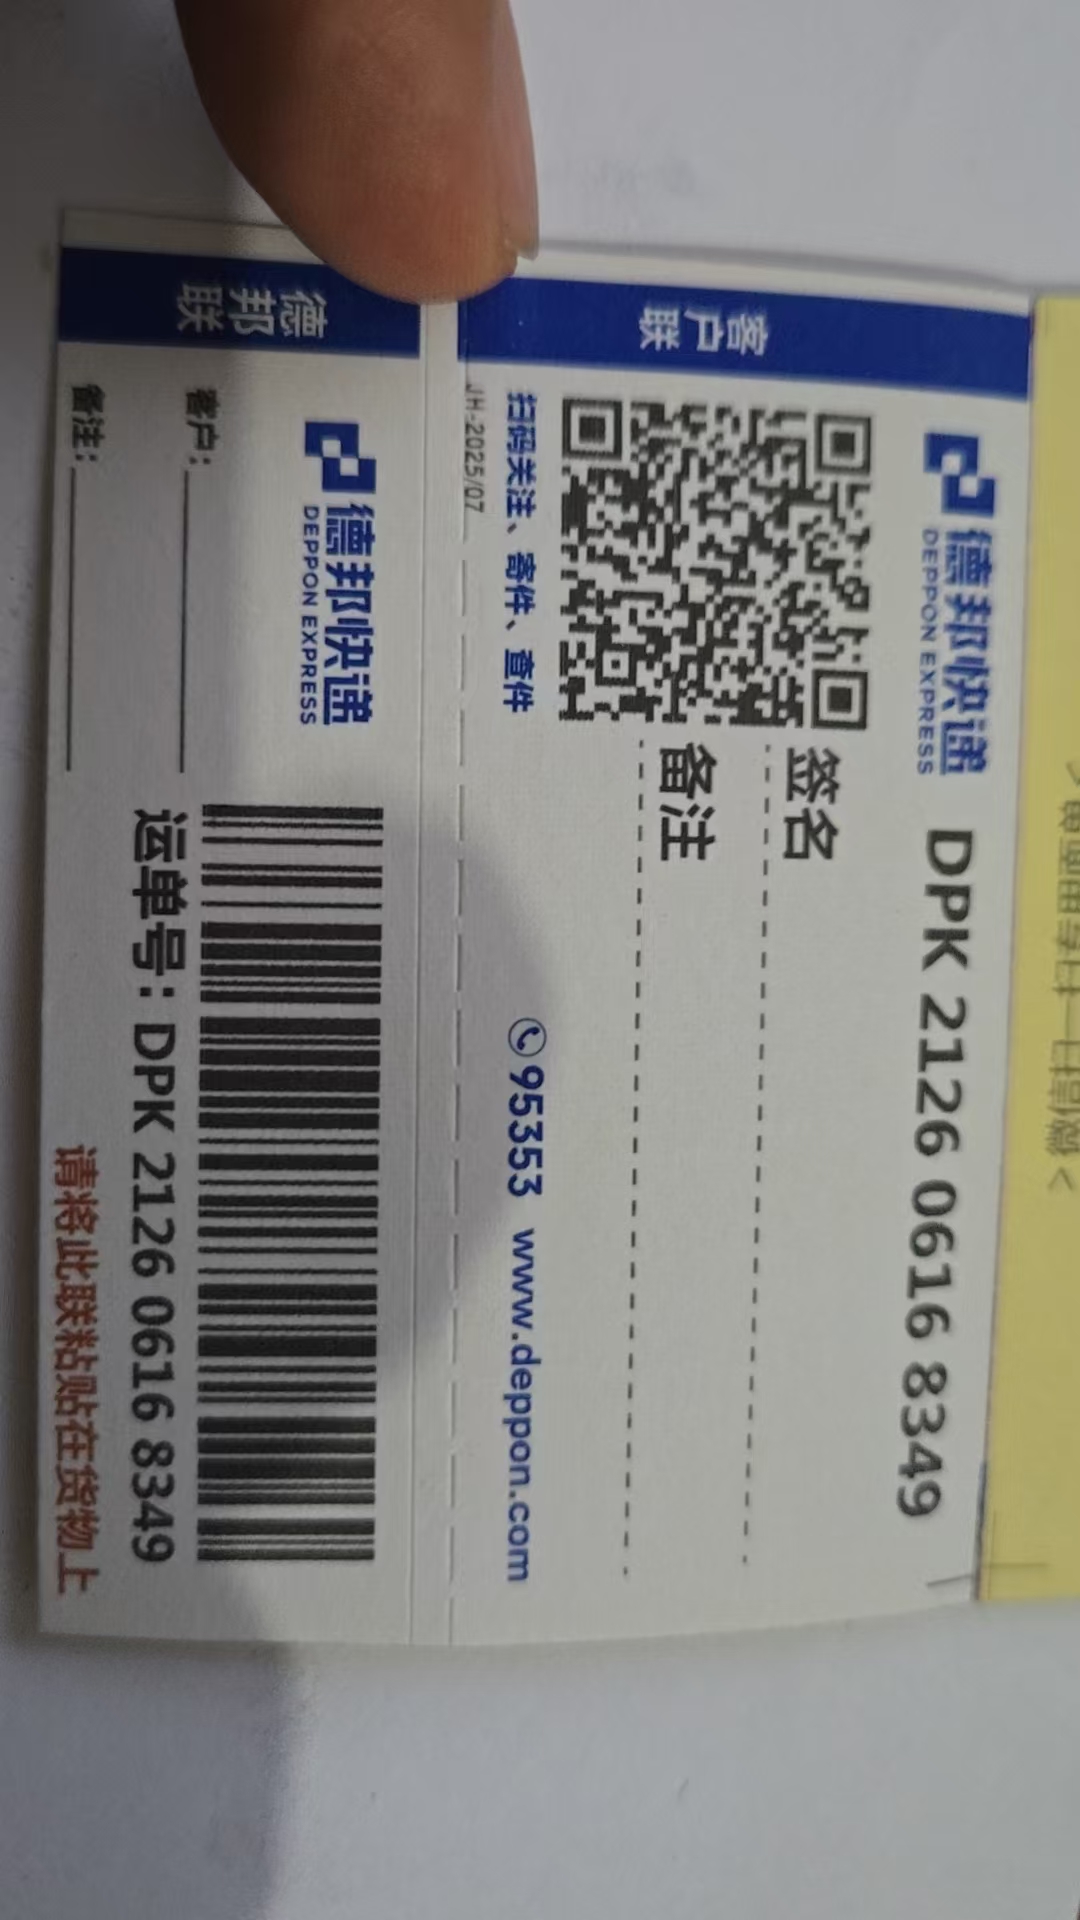 客户联
德邦快递
DEPPON EXPRESS
DPK 2126 0616 8349
签名
备注
扫码关注、寄件、查件
95353 www.deppon.com
JH-2025/07
德邦联
德邦快递
DEPPON EXPRESS
客户:
备注:
运单号: DPK 2126 0616 8349
请将此联粘贴在货物上